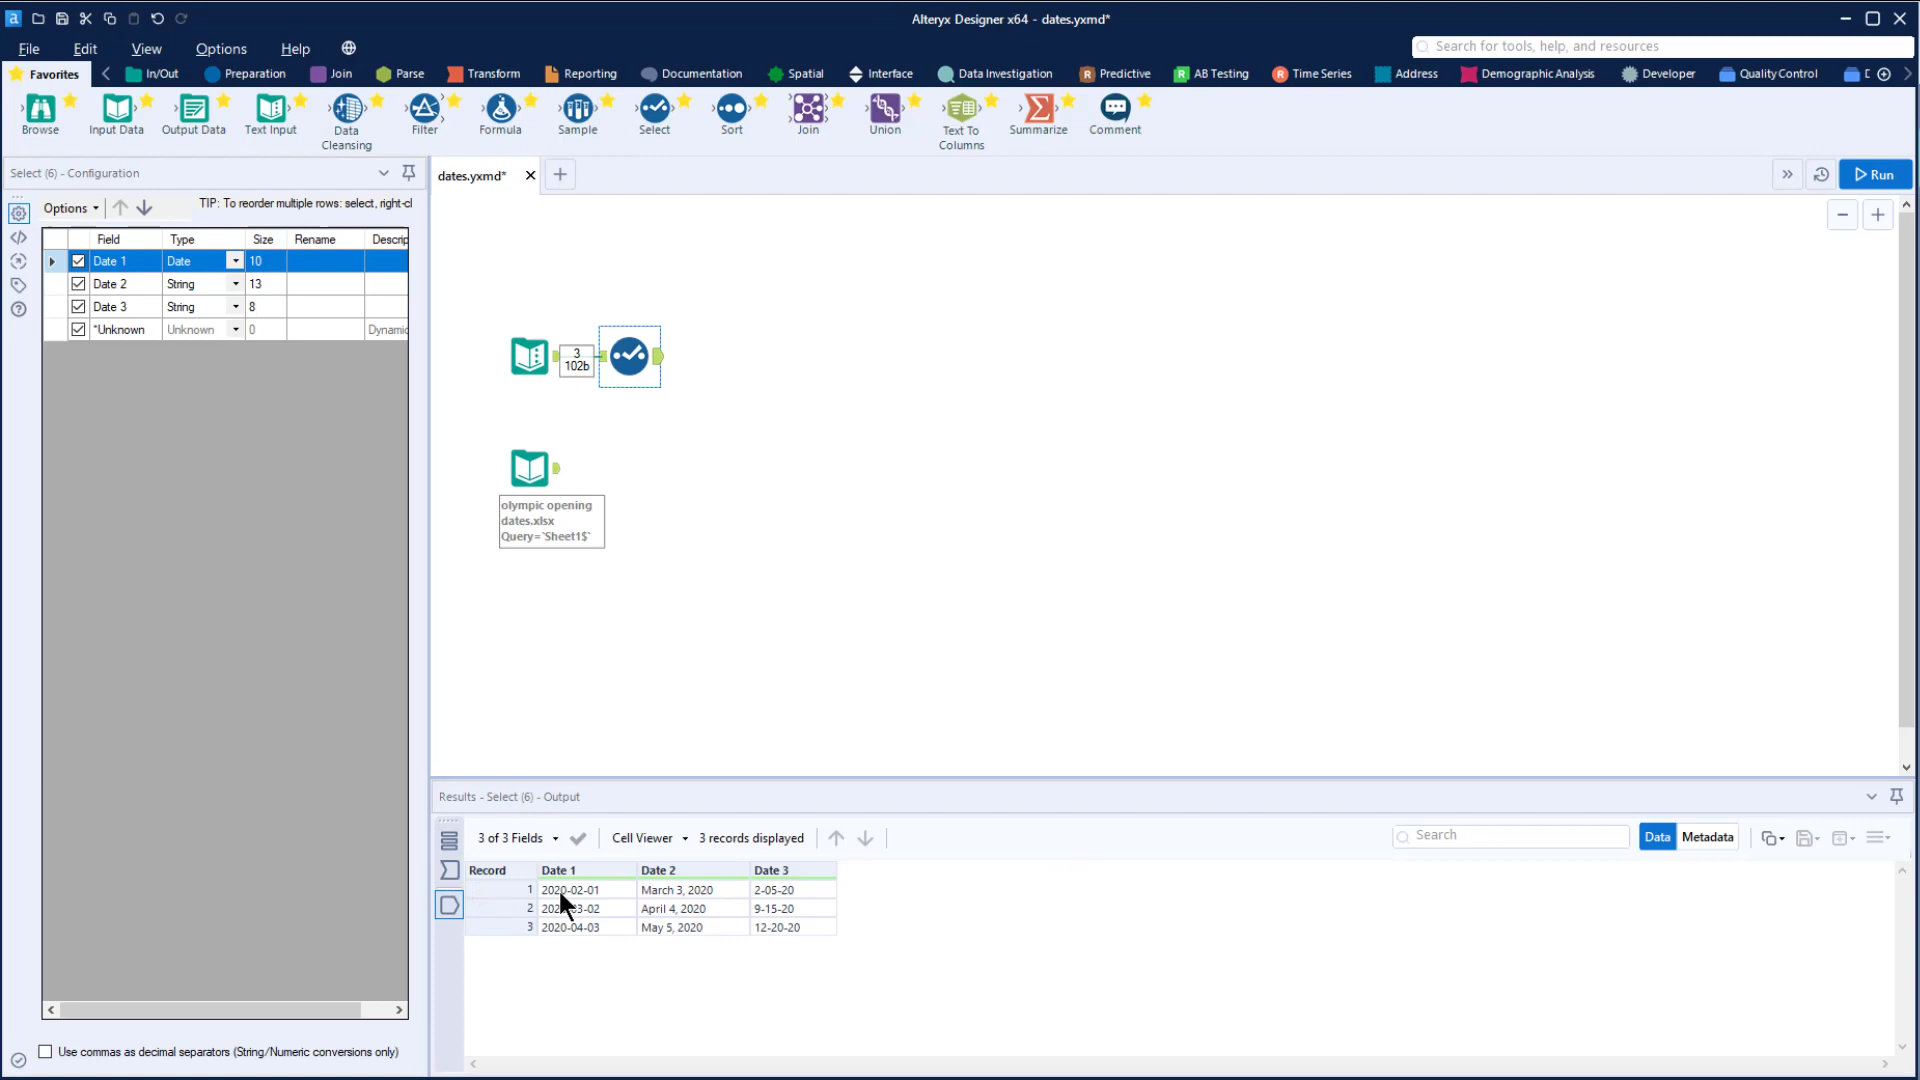 Alteryx Designer x64 - dates.yxmd*
File Edit View Options Help
Search for tools, help, and resources
Favorites In/Out Preparation Join Parse Transform Reporting Documentation Spatial Interface Data Investigation Predictive AB Testing Time Series Address Demographic Analysis Developer Quality Control
Browse Input Data Output Data Text Input Data Cleansing Filter Formula Sample Select Sort Join Union Text To Columns Summarize Comment
Select (6) - Configuration
dates.yxmd*
Run
Options
TIP: To reorder multiple rows: select, right-cl
Field Type Size Rename Descrip
Date 1 Date 10
Date 2 String 13
Date 3 String 8
*Unknown Unknown 0 Dynamic
3
102b
olympic opening
dates.xlsx
Query=`Sheet1$`
Results - Select (6) - Output
3 of 3 Fields Cell Viewer 3 records displayed Search Data Metadata
Record Date 1 Date 2 Date 3
1 2020-02-01 March 3, 2020 2-05-20
2 April 4, 2020 9-15-20
3 2020-04-03 May 5, 2020 12-20-20
Use commas as decimal separators (String/Numeric conversions only)